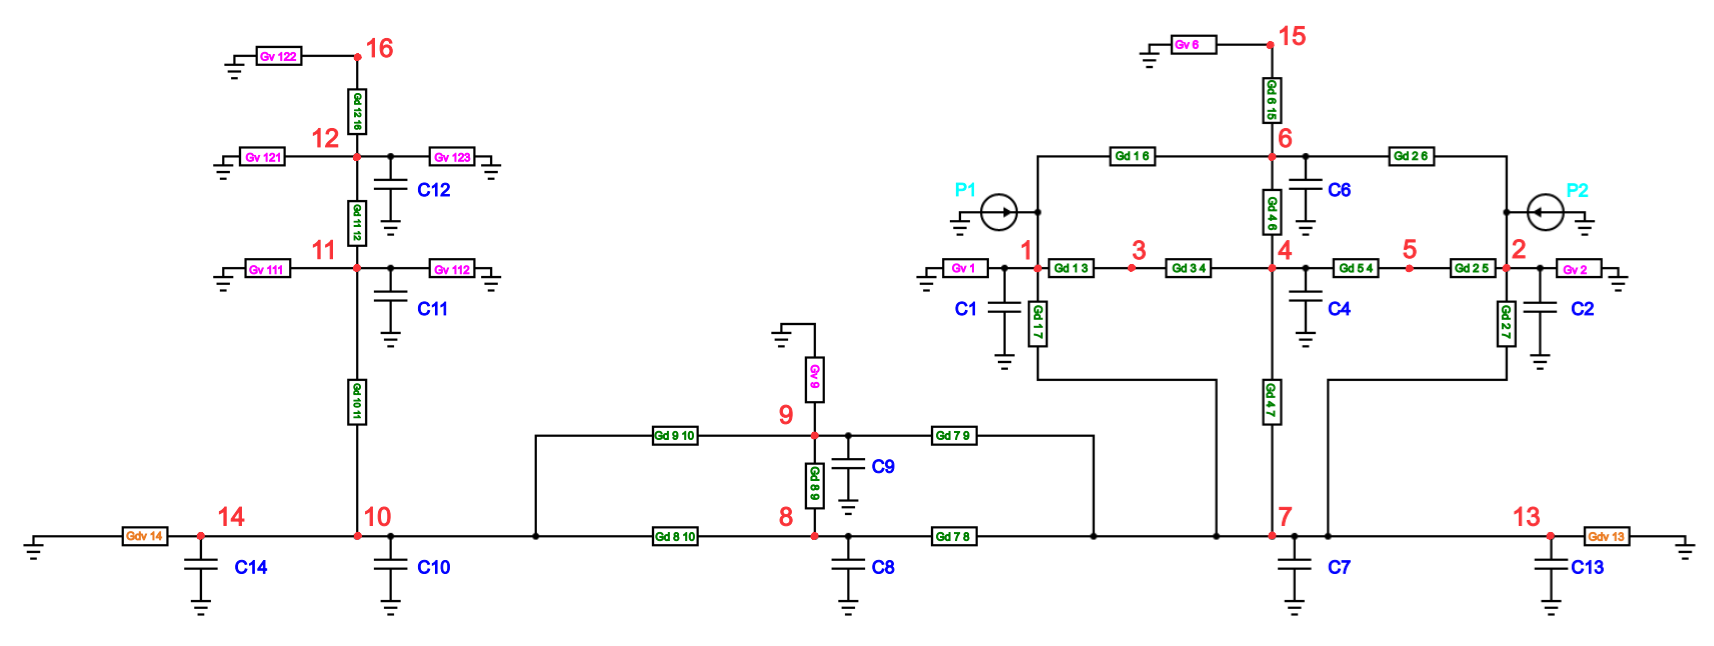 16
Gv 122
Gd 12 16
12
Gv 121
Gv 123
C12
Gd 11 12
11
Gv 111
Gv 112
C11
Gd 10 11
14
10
Gdv 14
C14
C10
Gv 9
9
Gd 9 10
Gd 7 9
C9
Gd 8 9
8
Gd 8 10
Gd 7 8
C8
15
Gv 6
Gd 6 15
6
Gd 1 6
Gd 2 6
P1
C6
P2
Gd 4 6
1
3
4
5
2
Gv 1
Gd 1 3
Gd 3 4
Gd 5 4
Gd 2 5
Gv 2
C1
Gd 1 7
C4
Gd 2 7
C2
Gd 4 7
7
13
Gdv 13
C7
C13